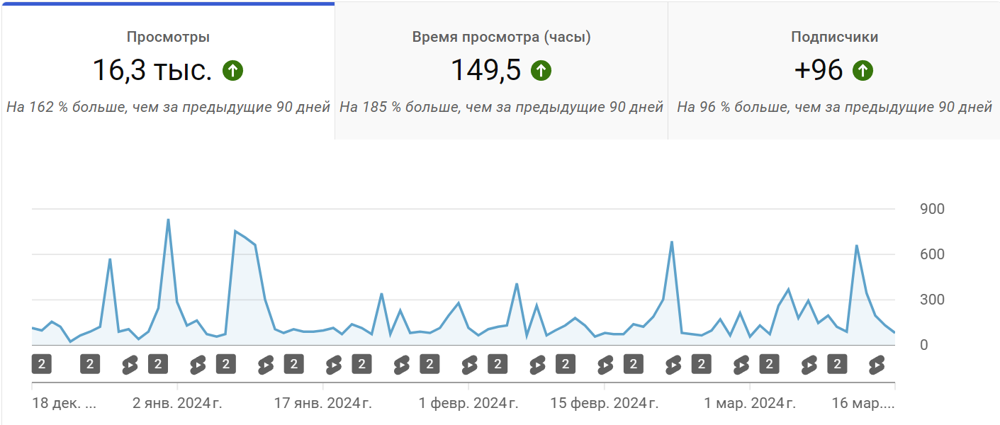 Просмотры
16,3 тыс.
На 162 % больше, чем за предыдущие 90 дней
Время просмотра (часы)
149,5
На 185 % больше, чем за предыдущие 90 дней
Подписчики
+96
На 96 % больше, чем за предыдущие 90 дней
900
600
300
0
2 2 2 2 2 2 2 2 2 2 2 2 2
18 дек. ... 2 янв. 2024 г. 17 янв. 2024 г. 1 февр. 2024 г. 15 февр. 2024 г. 1 мар. 2024 г. 16 мар....